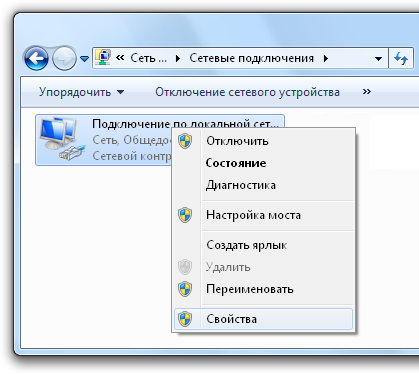 « Сеть ... Сетевые подключения
Упорядочить Отключение сетевого устройства »
Подключение по локальной сет...
Сеть, Общедо
Сетевой контр
Отключить
Состояние
Диагностика
Настройка моста
Создать ярлык
Удалить
Переименовать
Свойства